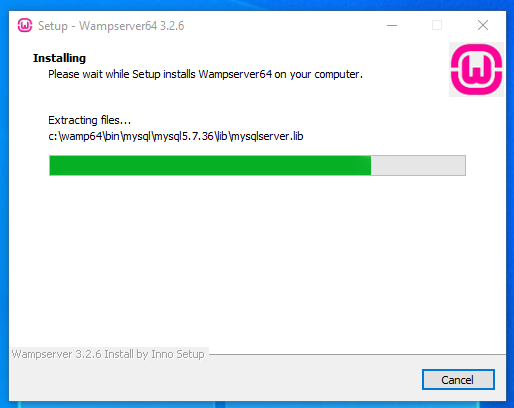 Setup - Wampserver64 3.2.6
Installing
Please wait while Setup installs Wampserver64 on your computer.
Extracting files...
c:\wamp64\bin\mysql\mysql5.7.36\lib\mysqlserver.lib
Wampserver 3.2.6 Install by Inno Setup
Cancel